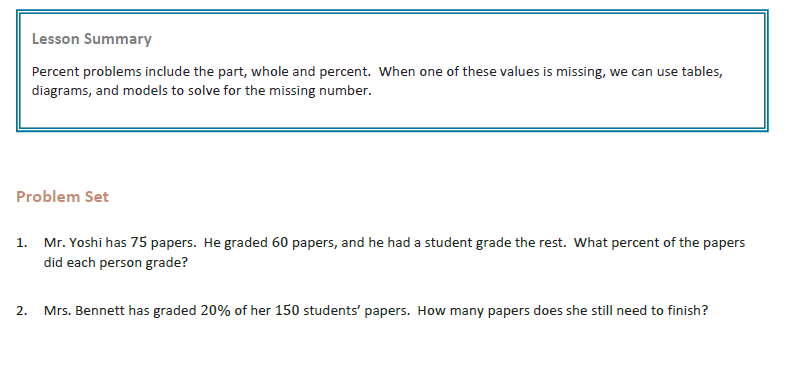 Lesson Summary
Percent problems include the part, whole and percent.  When one of these values is missing, we can use tables,
diagrams, and models to solve for the missing number.
Problem Set
1.  Mr. Yoshi has 75 papers.  He graded 60 papers, and he had a student grade the rest.  What percent of the papers
did each person grade?
2.  Mrs. Bennett has graded 20% of her 150 students’ papers.  How many papers does she still need to finish?